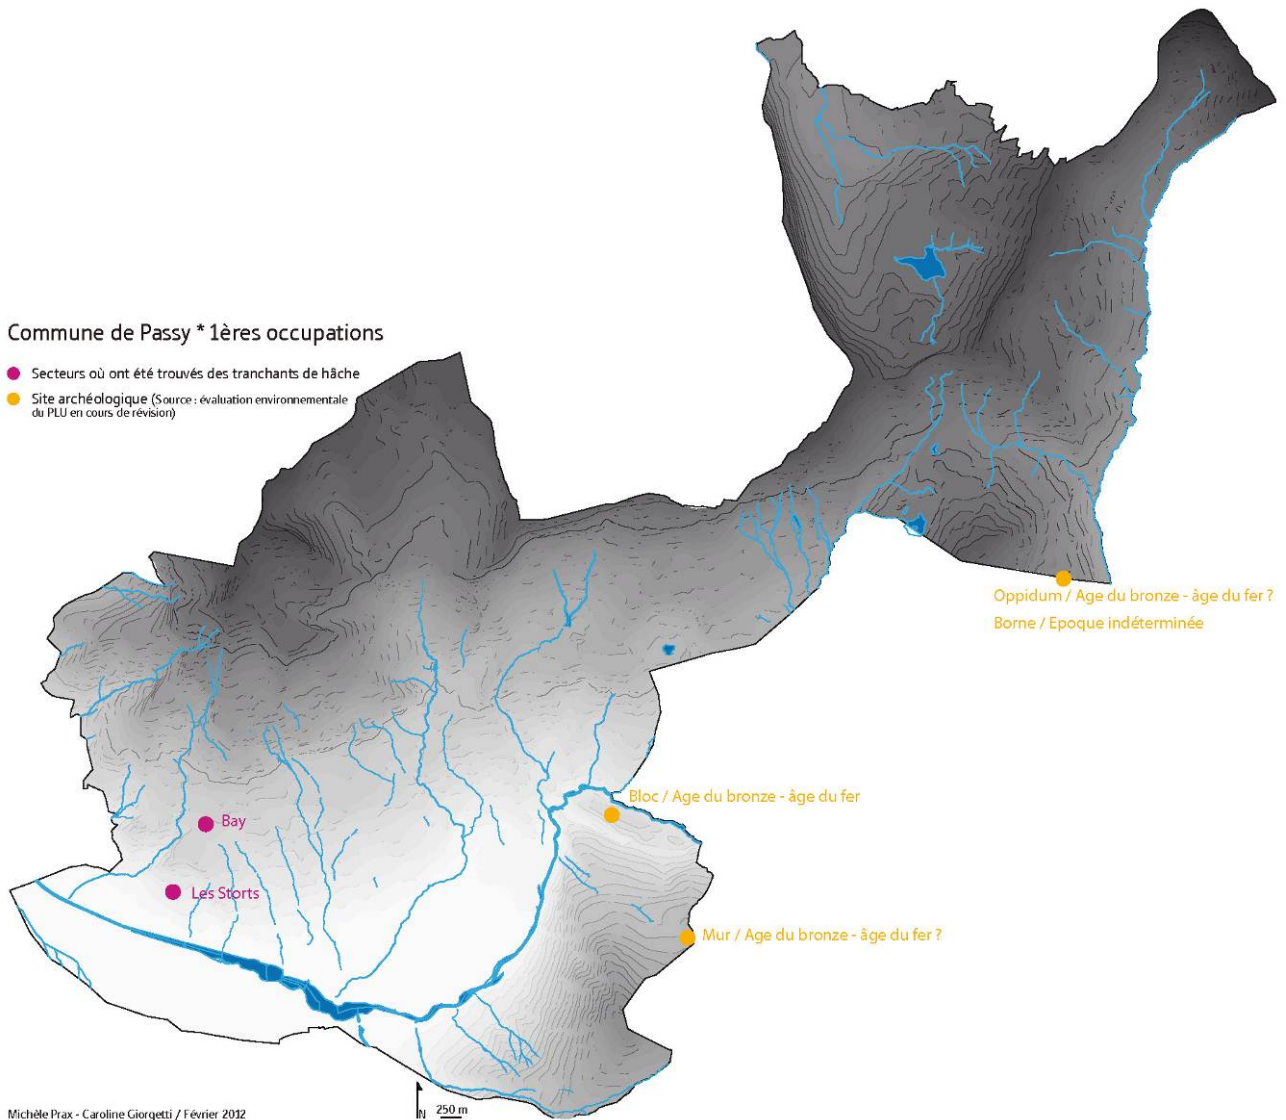 Commune de Passy * 1ères occupations
Secteurs où ont été trouvés des tranchants de hâche
Site archéologique (Source : évaluation environnementale
du PLU en cours de révision)
Oppidum / Age du bronze - âge du fer ?
Borne / Epoque indéterminée
Bloc / Age du bronze - âge du fer
Bay
Les Storts
Mur / Age du bronze - âge du fer ?
Michèle Prax - Caroline Giorgetti / Février 2012
N 250 m